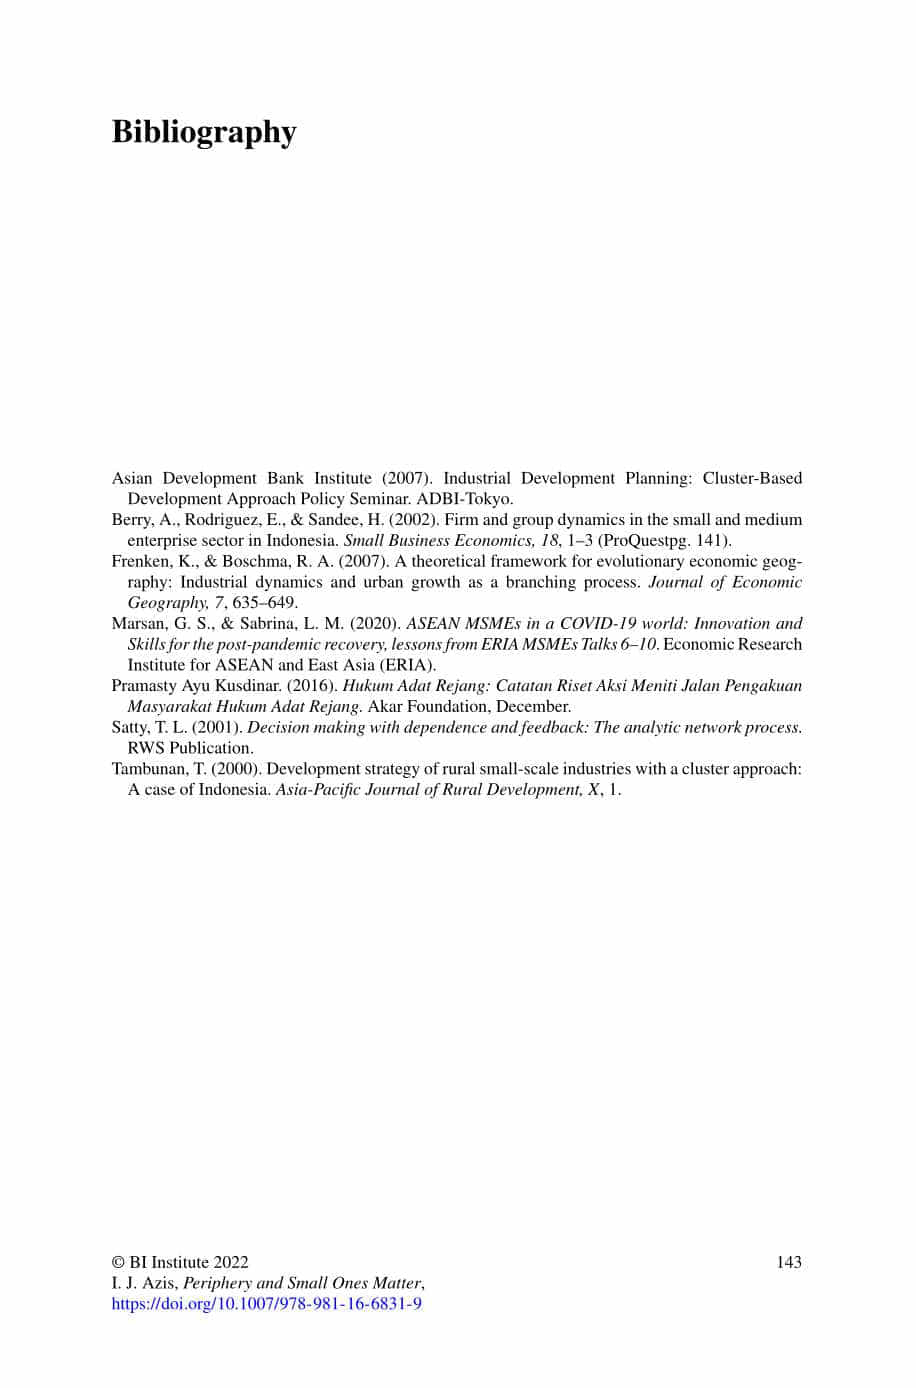 Bibliography
Asian Development Bank Institute (2007). Industrial Development Planning: Cluster-Based
Development Approach Policy Seminar. ADBI-Tokyo.
Berry, A., Rodriguez, E., & Sandee, H. (2002). Firm and group dynamics in the small and medium
enterprise sector in Indonesia. Small Business Economics, 18, 1–3 (ProQuestpg. 141).
Frenken, K., & Boschma, R. A. (2007). A theoretical framework for evolutionary economic geog-
raphy: Industrial dynamics and urban growth as a branching process. Journal of Economic
Geography, 7, 635–649.
Marsan, G. S., & Sabrina, L. M. (2020). ASEAN MSMEs in a COVID-19 world: Innovation and
Skills for the post-pandemic recovery, lessons from ERIA MSMEs Talks 6–10. Economic Research
Institute for ASEAN and East Asia (ERIA).
Pramasty Ayu Kusdinar. (2016). Hukum Adat Rejang: Catatan Riset Aksi Meniti Jalan Pengakuan
Masyarakat Hukum Adat Rejang. Akar Foundation, December.
Satty, T. L. (2001). Decision making with dependence and feedback: The analytic network process.
RWS Publication.
Tambunan, T. (2000). Development strategy of rural small-scale industries with a cluster approach:
A case of Indonesia. Asia-Pacific Journal of Rural Development, X, 1.
© BI Institute 2022 143
I. J. Azis, Periphery and Small Ones Matter,
https://doi.org/10.1007/978-981-16-6831-9